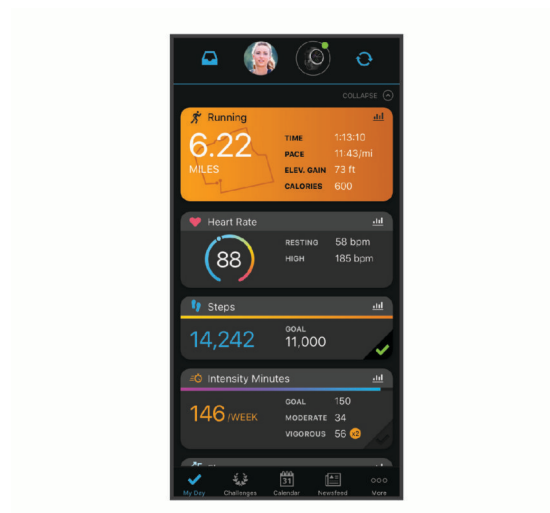 COLLAPSE
Running
6.22
MILES
TIME 1:13:10
PACE 11:43/mi
ELEV. GAIN 73 ft
CALORIES 600
Heart Rate
88
RESTING 58 bpm
HIGH 185 bpm
Steps
14,242
GOAL
11,000
Intensity Minutes
146 /WEEK
GOAL 150
MODERATE 34
VIGOROUS 56 x2
31
My Day Challenges Calendar Newsfeed More